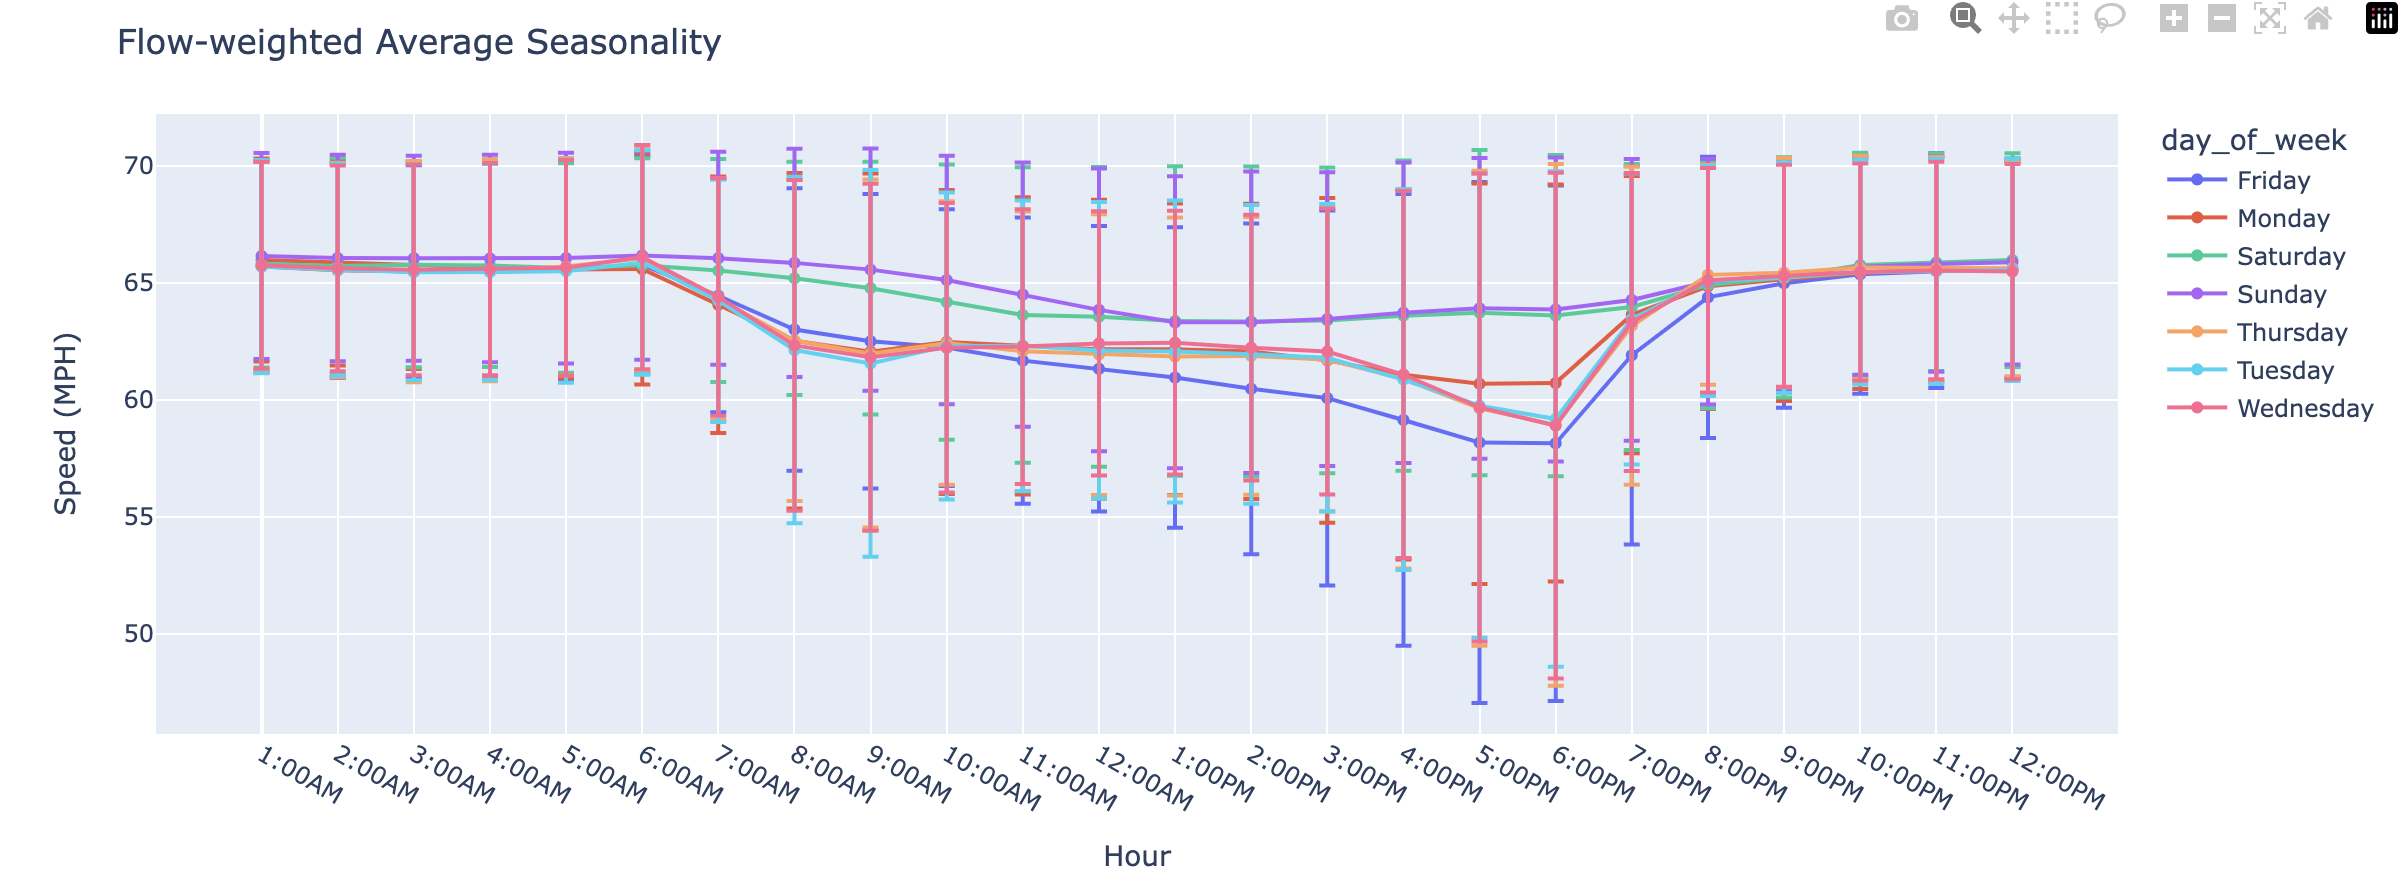 Flow-weighted Average Seasonality
70
65
60
55
50
Speed (MPH)
1:00AM
2:00AM
3:00AM
4:00AM
5:00AM
6:00AM
7:00AM
8:00AM
9:00AM
10:00AM
11:00AM
12:00AM
1:00PM
2:00PM
3:00PM
4:00PM
5:00PM
6:00PM
7:00PM
8:00PM
9:00PM
10:00PM
11:00PM
12:00PM
Hour
day_of_week
Friday
Monday
Saturday
Sunday
Thursday
Tuesday
Wednesday